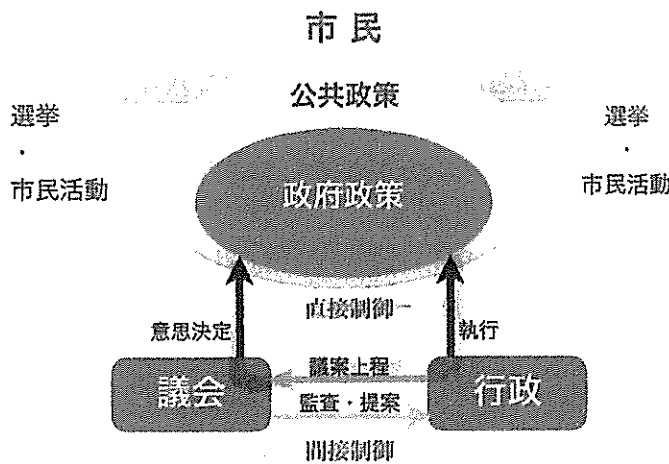 市民
公共政策
選挙
・
市民活動
選挙
・
市民活動
政府政策
直接制御
意思決定
執行
議案上程
議会
行政
監査・提案
間接制御